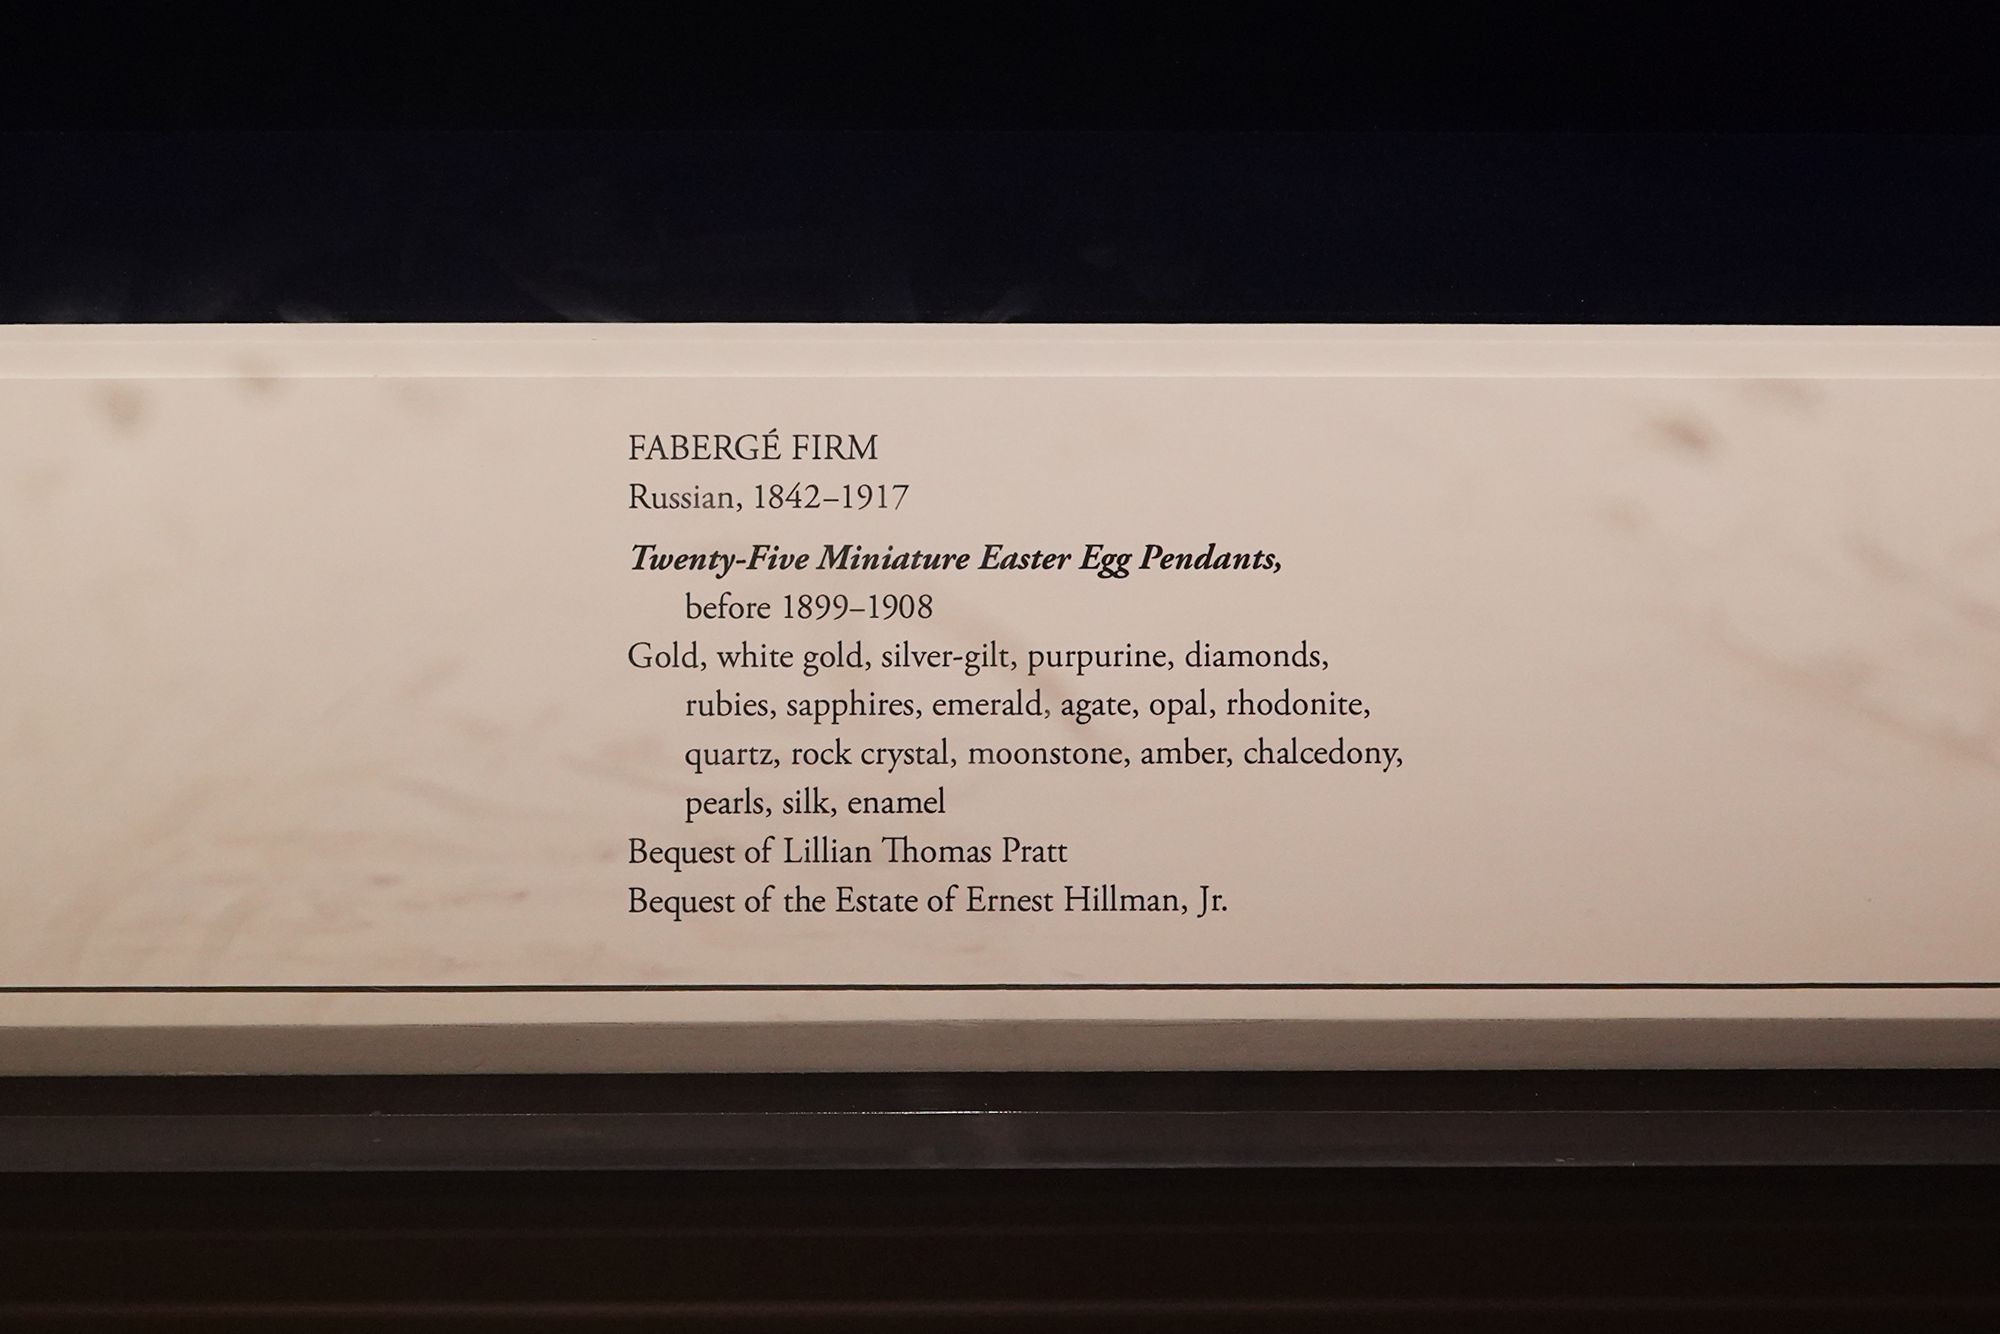 FABERGÉ FIRM
Russian, 1842–1917
Twenty-Five Miniature Easter Egg Pendants,
before 1899–1908
Gold, white gold, silver-gilt, purpurine, diamonds,
rubies, sapphires, emerald, agate, opal, rhodonite,
quartz, rock crystal, moonstone, amber, chalcedony,
pearls, silk, enamel
Bequest of Lillian Thomas Pratt
Bequest of the Estate of Ernest Hillman, Jr.